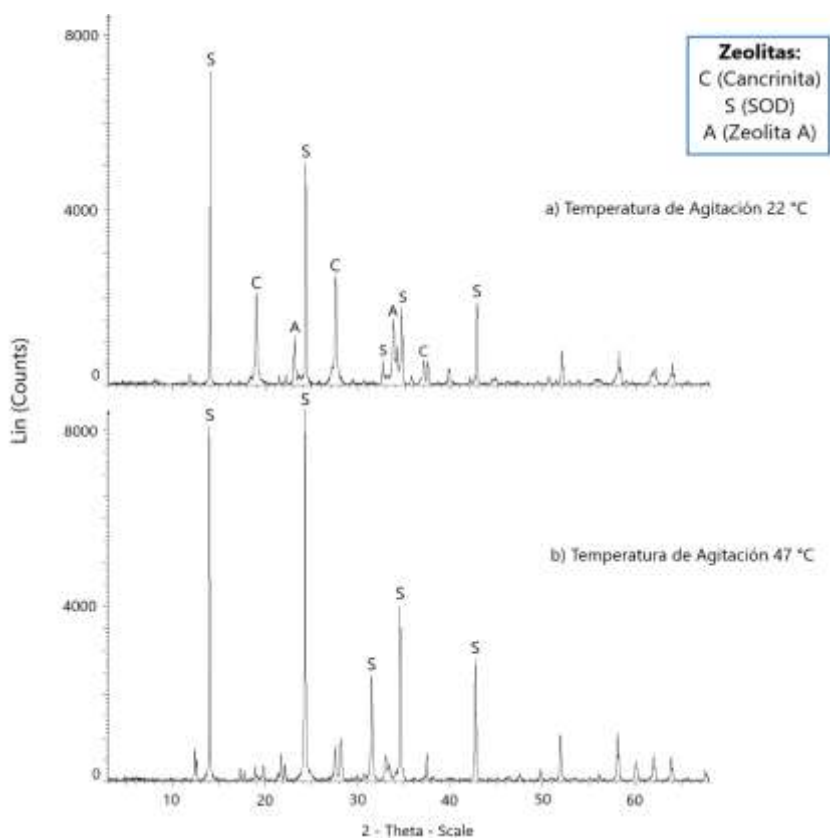 8000
S
Zeolitas:
C (Cancrinita)
S (SOD)
A (Zeolita A)
S
4000
a) Temperatura de Agitación 22 °C
C
C
A
S
A
S
S
C
0
Lin (Counts)
S
S
8000
b) Temperatura de Agitación 47 °C
4000
S
S
S
0
10 20 30 40 50 60
2 - Theta - Scale